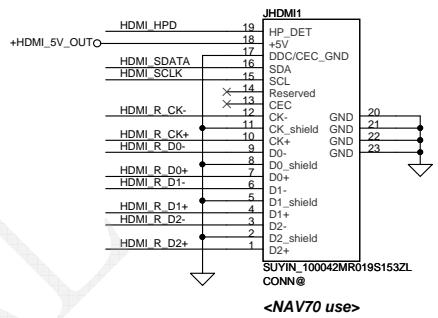 JHDMI1
HDMI_HPD 19 HP_DET
+HDMI_5V_OUT 18 +5V
17 DDC/CEC_GND
HDMI_SDATA 16 SDA
HDMI_SCLK 15 SCL
14 Reserved
13 CEC
HDMI_R_CK- 12 CK- GND 20
11 CK_shield GND 21
HDMI_R_CK+ 10 CK+ GND 22
HDMI_R_D0- 9 D0- GND 23
8 D0_shield
HDMI_R_D0+ 7 D0+
HDMI_R_D1- 6 D1-
5 D1_shield
HDMI_R_D1+ 4 D1+
HDMI_R_D2- 3 D2-
2 D2_shield
HDMI_R_D2+ 1 D2+
SUYIN_100042MR019S153ZL
CONN@
<NAV70 use>